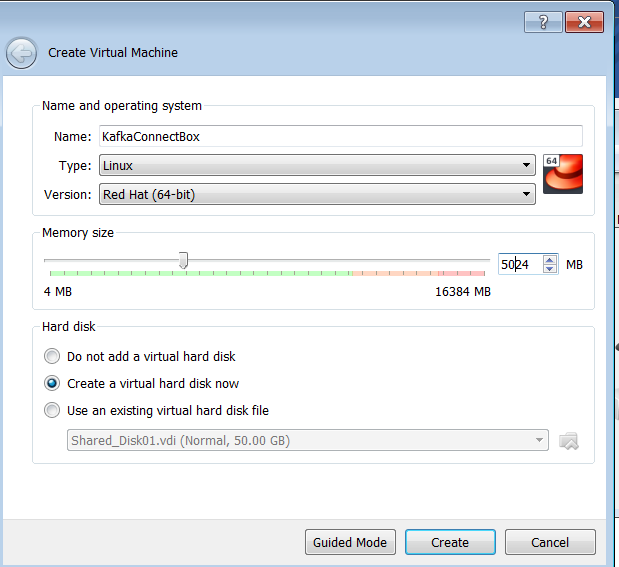 ?
Create Virtual Machine
Name and operating system
Name: KafkaConnectBox
Type: Linux
64
Version: Red Hat (64-bit)
Memory size
5024 MB
4 MB 16384 MB
Hard disk
Do not add a virtual hard disk
Create a virtual hard disk now
Use an existing virtual hard disk file
Shared_Disk01.vdi (Normal, 50.00 GB)
Guided Mode Create Cancel